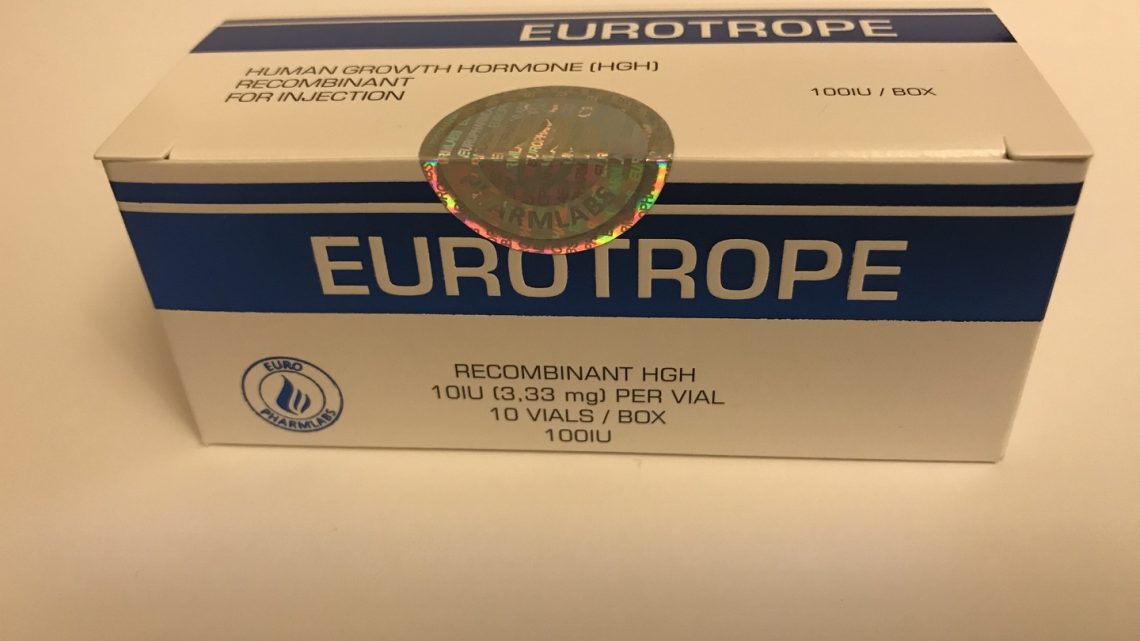 EUROTROPE
HUMAN GROWTH HORMONE (HGH)
RECOMBINANT
FOR INJECTION
100IU / BOX
ARMLABS
EUROTROPE
EURO
PHARMLABS
RECOMBINANT HGH
10IU (3,33 mg) PER VIAL
10 VIALS / BOX
100IU